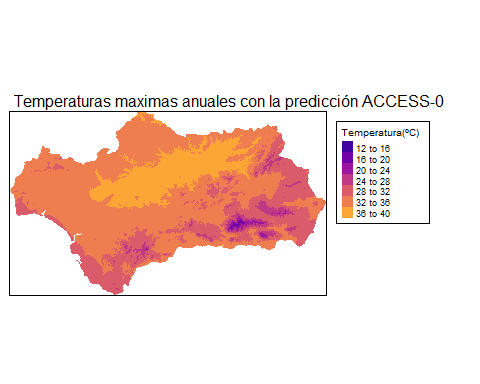 Temperaturas maximas anuales con la predicción ACCESS-0
Temperatura(ºC)
12 to 16
16 to 20
20 to 24
24 to 28
28 to 32
32 to 36
36 to 40